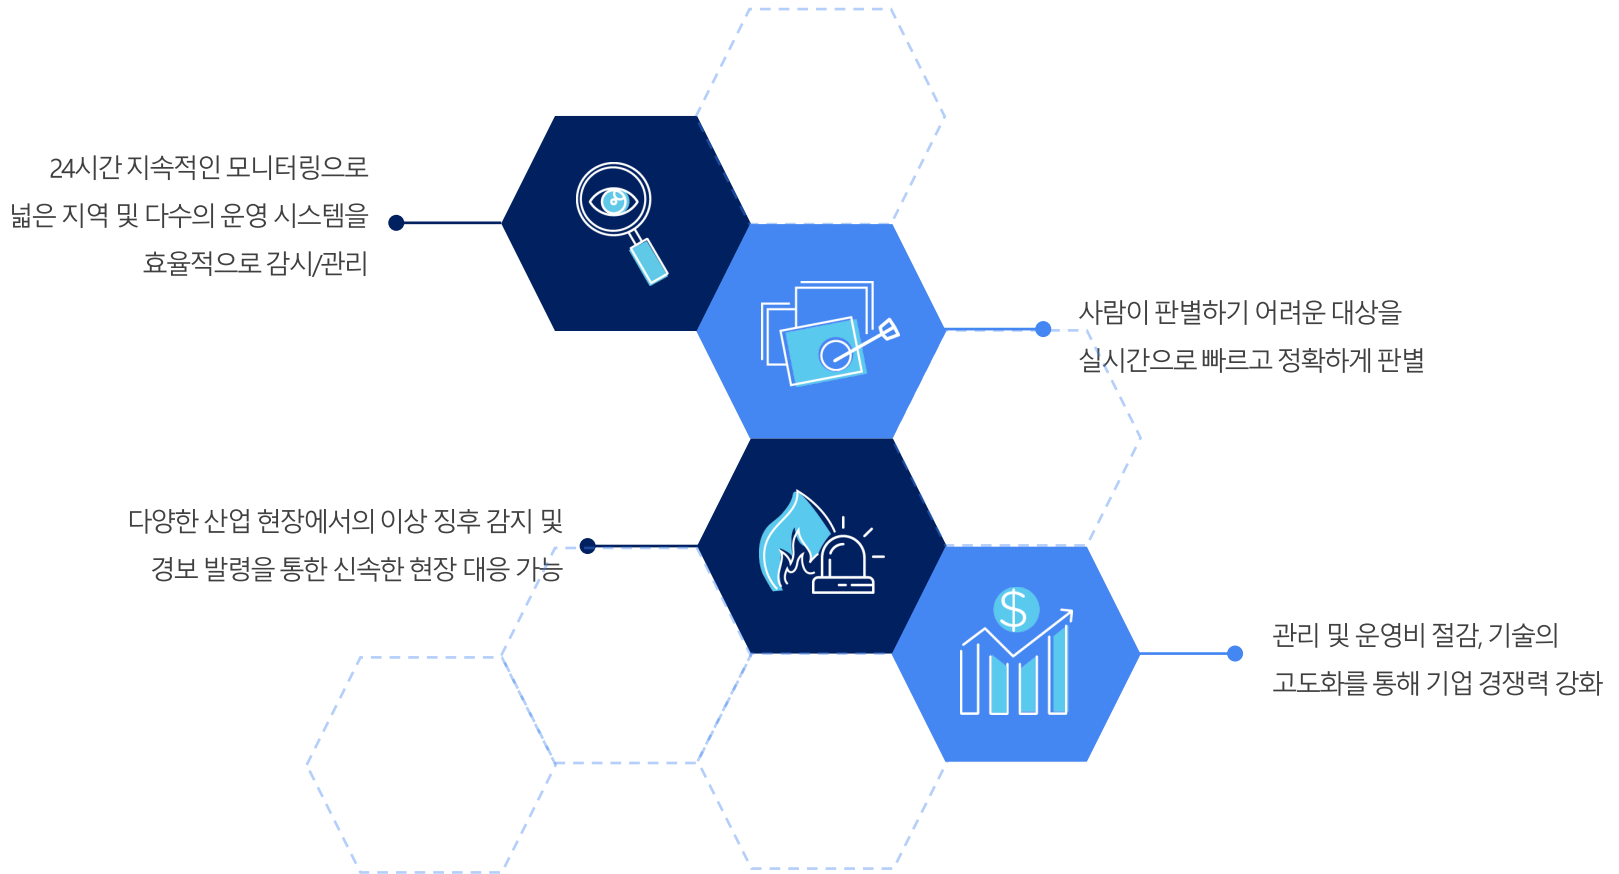 24시간 지속적인 모니터링으로
넓은 지역 및 다수의 운영 시스템을
효율적으로 감시/관리
사람이 판별하기 어려운 대상을
실시간으로 빠르고 정확하게 판별
다양한 산업 현장에서의 이상 징후 감지 및
경보 발령을 통한 신속한 현장 대응 가능
$
관리 및 운영비 절감, 기술의
고도화를 통해 기업 경쟁력 강화